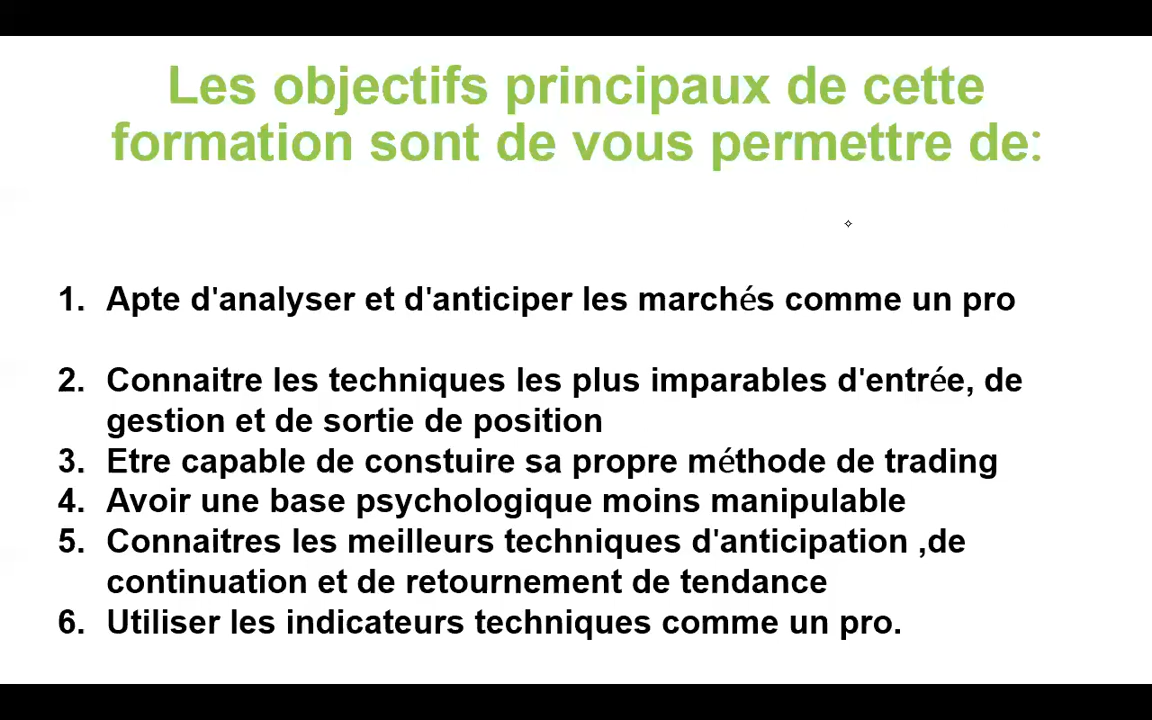 Les objectifs principaux de cette
formation sont de vous permettre de:
1. Apte d'analyser et d'anticiper les marchés comme un pro
2. Connaitre les techniques les plus imparables d'entrée, de
gestion et de sortie de position
3. Etre capable de constuire sa propre méthode de trading
4. Avoir une base psychologique moins manipulable
5. Connaitres les meilleurs techniques d'anticipation ,de
continuation et de retournement de tendance
6. Utiliser les indicateurs techniques comme un pro.